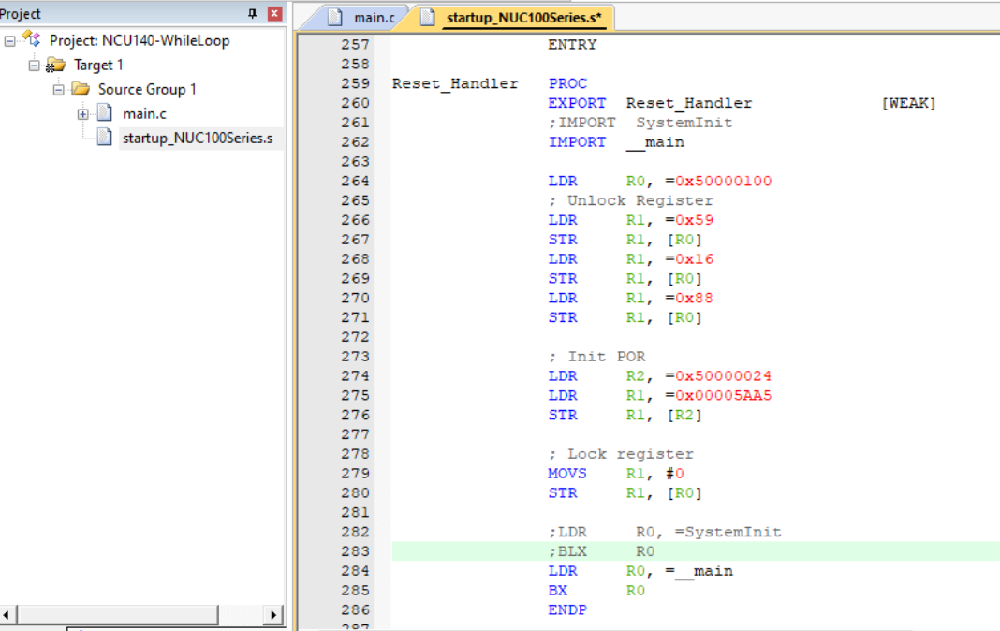 Project
Project: NCU140-WhileLoop
Target 1
Source Group 1
main.c
startup_NUC100Series.s
main.c
startup_NUC100Series.s*
257 ENTRY
258
259 Reset_Handler PROC
260 EXPORT Reset_Handler [WEAK]
261 ;IMPORT SystemInit
262 IMPORT __main
263
264 LDR R0, =0x50000100
265 ; Unlock Register
266 LDR R1, =0x59
267 STR R1, [R0]
268 LDR R1, =0x16
269 STR R1, [R0]
270 LDR R1, =0x88
271 STR R1, [R0]
272
273 ; Init POR
274 LDR R2, =0x50000024
275 LDR R1, =0x00005AA5
276 STR R1, [R2]
277
278 ; Lock register
279 MOVS R1, #0
280 STR R1, [R0]
281
282 ;LDR R0, =SystemInit
283 ;BLX R0
284 LDR R0, =__main
285 BX R0
286 ENDP
287